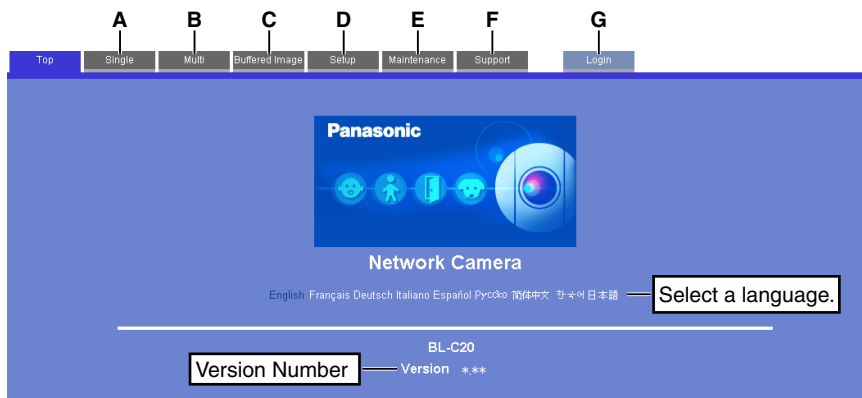 A B C D E F G
Top Single Multi Buffered Image Setup Maintenance Support Login
Panasonic
Network Camera
English Français Deutsch Italiano Español Русско 简体中文 한국어 日本語
Select a language.
BL-C20
Version Number
Version *.**